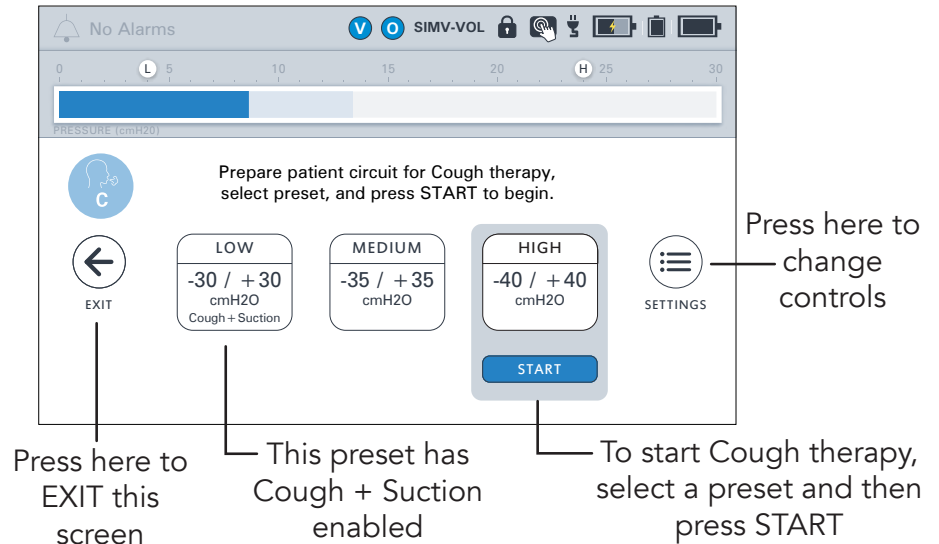 No Alarms
V O SIMV-VOL
0 L 5 10 15 20 H 25 30
PRESSURE (cmH20)
C
Prepare patient circuit for Cough therapy,
select preset, and press START to begin.
EXIT
LOW
-30 / +30
cmH2O
Cough+Suction
MEDIUM
-35 / +35
cmH2O
HIGH
-40 / +40
cmH2O
START
SETTINGS
Press here to
change
controls
Press here to
EXIT this
screen
This preset has
Cough + Suction
enabled
To start Cough therapy,
select a preset and then
press START